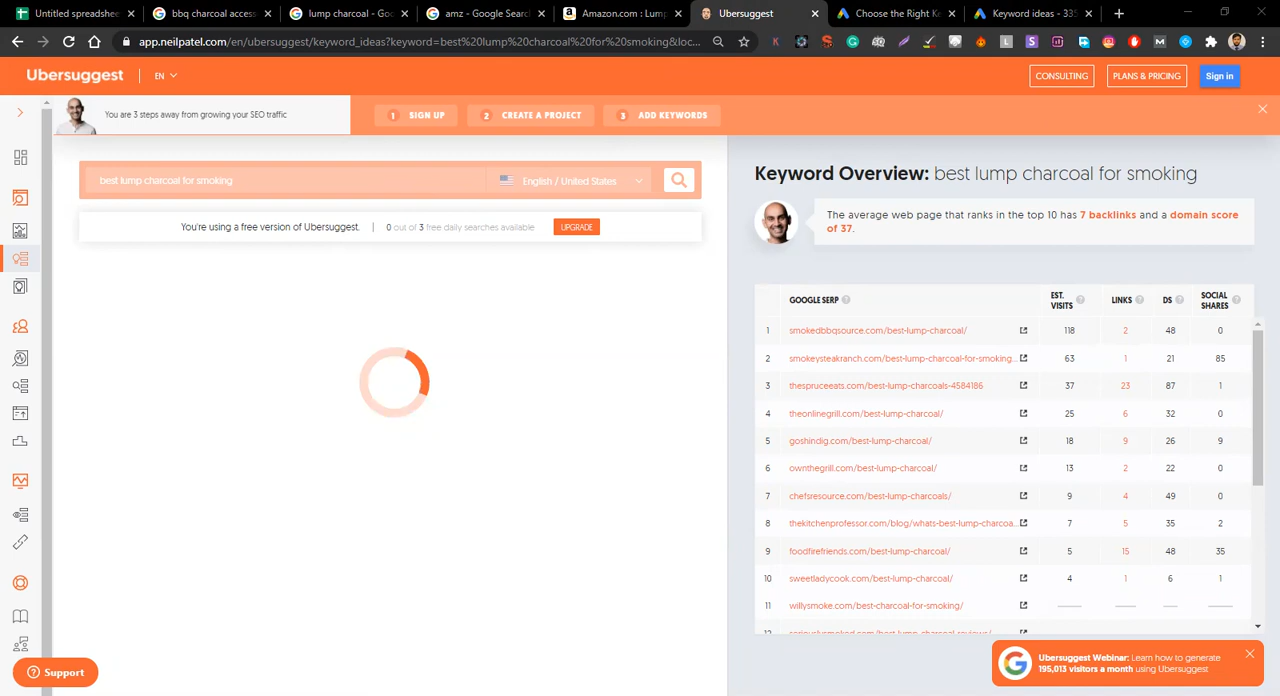 Untitled spreadsheet
bbq charcoal access
lump charcoal - Goo
amz - Google Searc
Amazon.com : Lump
Ubersuggest
Choose the Right Ke
Keyword ideas - 335
app.neilpatel.com/en/ubersuggest/keyword_ideas?keyword=best%20lump%20charcoal%20for%20smoking&loc...
Ubersuggest
EN
CONSULTING
PLANS & PRICING
Sign in
You are 3 steps away from growing your SEO traffic
1 SIGN UP
2 CREATE A PROJECT
3 ADD KEYWORDS
best lump charcoal for smoking
English / United States
You're using a free version of Ubersuggest. | 0 out of 3 free daily searches available
UPGRADE
Keyword Overview: best lump charcoal for smoking
The average web page that ranks in the top 10 has 7 backlinks and a domain score
of 37.
GOOGLE SERP EST. VISITS LINKS DS SOCIAL SHARES
1 smokedbbqsource.com/best-lump-charcoal/ 118 2 48 0
2 smokeysteakranch.com/best-lump-charcoal-for-smoking... 63 1 21 85
3 thespruceeats.com/best-lump-charcoals-4584186 37 23 87 1
4 theonlinegrill.com/best-lump-charcoal/ 25 6 32 0
5 goshindig.com/best-lump-charcoal/ 18 9 26 9
6 ownthegrill.com/best-lump-charcoal/ 13 2 22 0
7 chefsresource.com/best-lump-charcoals/ 9 4 49 0
8 thekitchenprofessor.com/blog/whats-best-lump-charcoa... 7 5 35 2
9 foodfirefriends.com/best-lump-charcoal/ 5 15 48 35
10 sweetladycook.com/best-lump-charcoal/ 4 1 6 1
11 willysmoke.com/best-charcoal-for-smoking/
12 seriouslysmoked.com/best-lump-charcoal-reviews/
Support
Ubersuggest Webinar: Learn how to generate
195,013 visitors a month using Ubersuggest